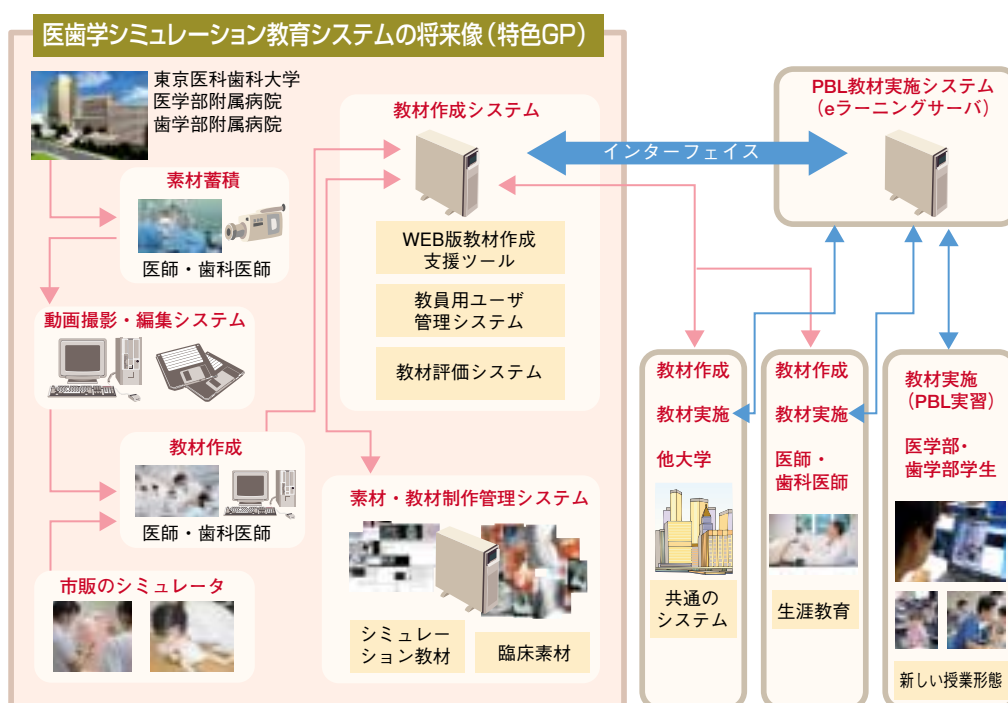 医歯学シミュレーション教育システムの将来像（特色GP）
東京医科歯科大学
医学部附属病院
歯学部附属病院
素材蓄積
医師・歯科医師
動画撮影・編集システム
教材作成
医師・歯科医師
市販のシミュレータ
教材作成システム
WEB版教材作成
支援ツール
教員用ユーザ
管理システム
教材評価システム
素材・教材制作管理システム
シミュレー
ション教材
臨床素材
インターフェイス
PBL教材実施システム
（eラーニングサーバ）
教材作成
教材実施
他大学
共通の
システム
教材作成
教材実施
医師・
歯科医師
生涯教育
教材実施
（PBL実習）
医学部・
歯学部学生
新しい授業形態